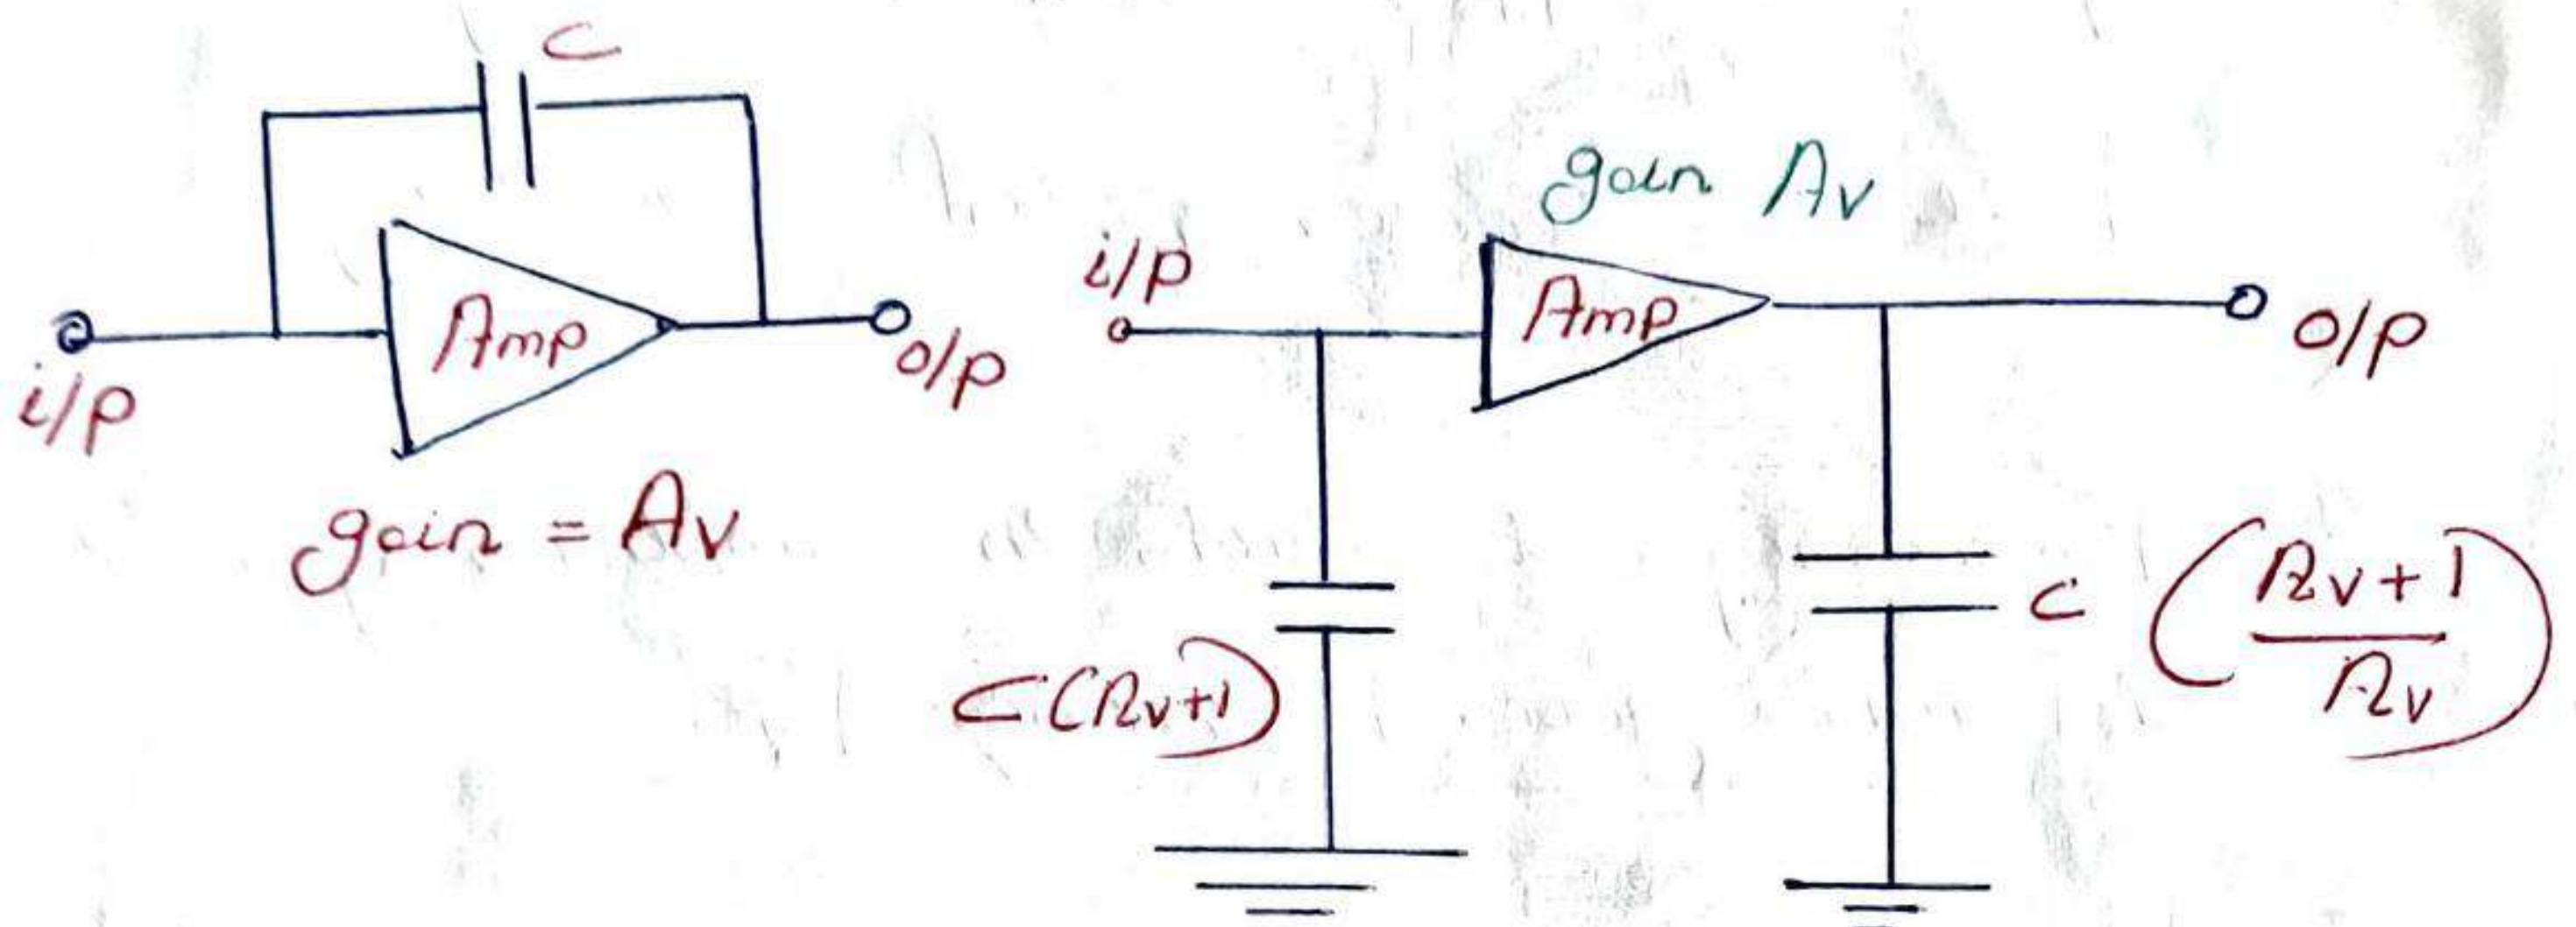 C
Amp
i/p
o/p
gain = Av
gain Av
i/p
Amp
o/p
C(Av+1)
C (Av+1 / Av)